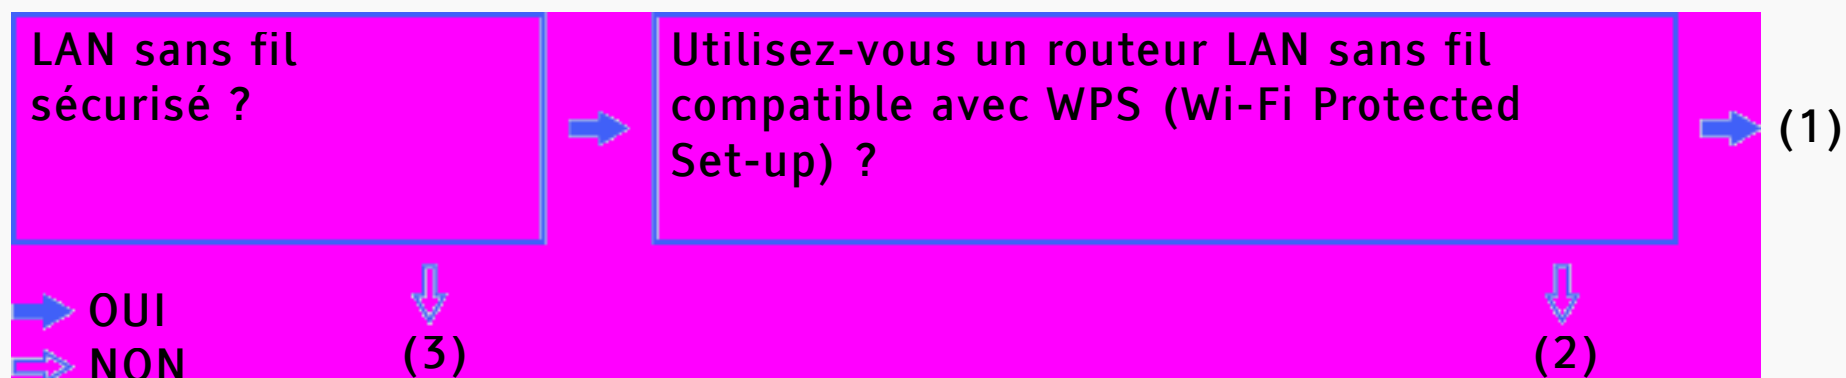 LAN sans fil
sécurisé ?
Utilisez-vous un routeur LAN sans fil
compatible avec WPS (Wi-Fi Protected
Set-up) ?
(1)
OUI
NON
(3)
(2)